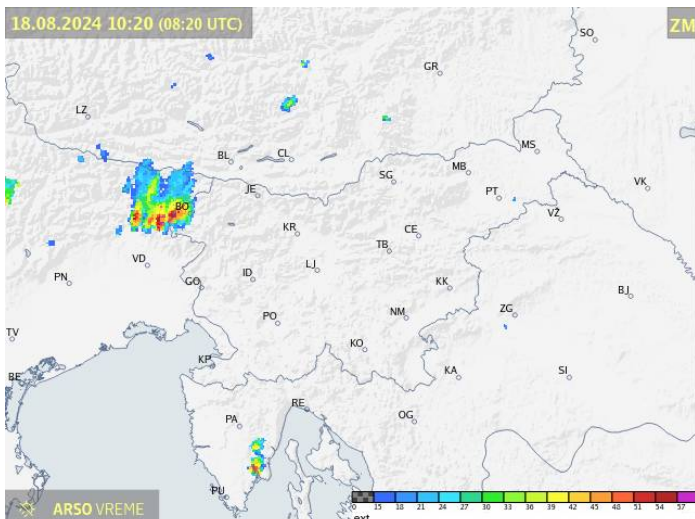 18.08.2024 10:20 (08:20 UTC)
ZM
SO
GR
LZ
BL
CL
MS
MB
SG
VK
JE
PT
BO
VŽ
KR
CE
TB
VD
LJ
ID
PN
GO
KK
BJ
ZG
PO
NM
TV
KO
KP
BE
KA
SI
RE
PA
OG
PU
ARSO VREME
0 15 18 21 24 27 30 33 36 39 42 45 48 51 54 57